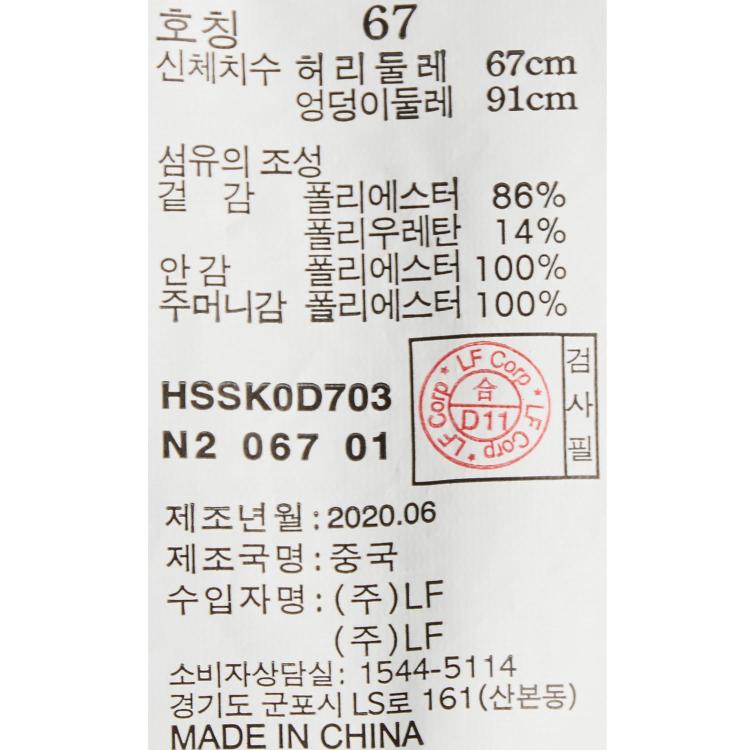 호칭 67
신체치수 허리둘레 67cm
엉덩이둘레 91cm
섬유의 조성
겉 감 폴리에스터 86%
폴리우레탄 14%
안감 폴리에스터 100%
주머니감 폴리에스터 100%
HSSK0D703
N2 067 01
LF Corp * LF Corp * LF Corp *
合
D11
검사필
제조년월:2020.06
제조국명:중국
수입자명:(주)LF
(주)LF
소비자상담실: 1544-5114
경기도 군포시 LS로 161(산본동)
MADE IN CHINA